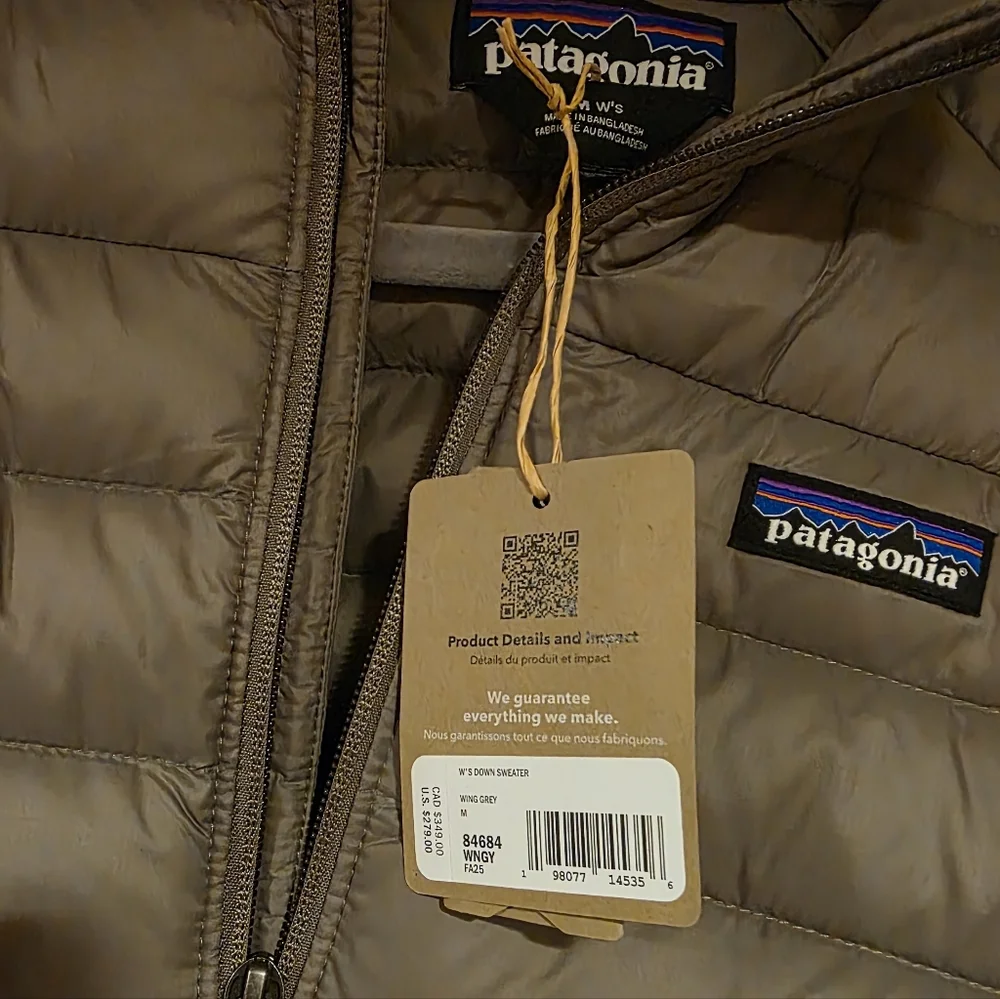 patagonia®
M W's
MADE IN BANGLADESH
FABRIQUÉ AU BANGLADESH
patagonia®
Product Details and Impact
Détails du produit et impact
We guarantee
everything we make.
Nous garantissons tout ce que nous fabriquons.
W'S DOWN SWEATER
WING GREY
M
84684
WNGY
FA25
CAD $349.00
U.S. $279.00
1 98077 14535 6